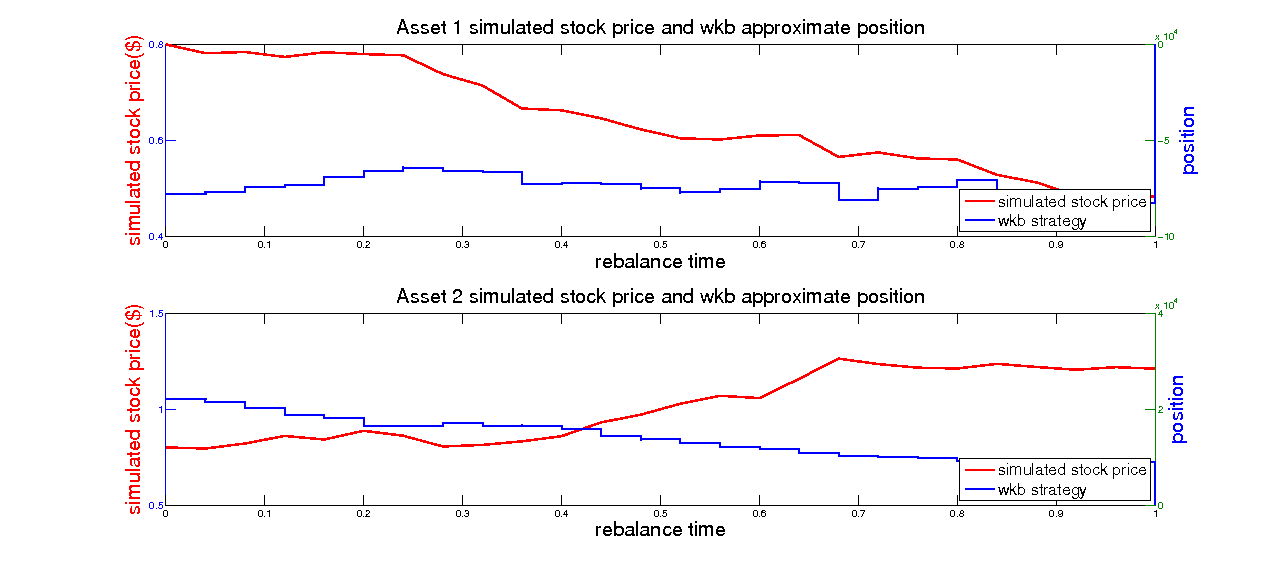 Asset 1 simulated stock price and wkb approximate position
x 10^4
simulated stock price($)
0.8
0.6
0.4
0
-5
-10
position
simulated stock price
wkb strategy
0 0.1 0.2 0.3 0.4 0.5 0.6 0.7 0.8 0.9 1
rebalance time
Asset 2 simulated stock price and wkb approximate position
x 10^4
simulated stock price($)
1.5
1
0.5
4
2
0
position
simulated stock price
wkb strategy
0 0.1 0.2 0.3 0.4 0.5 0.6 0.7 0.8 0.9 1
rebalance time